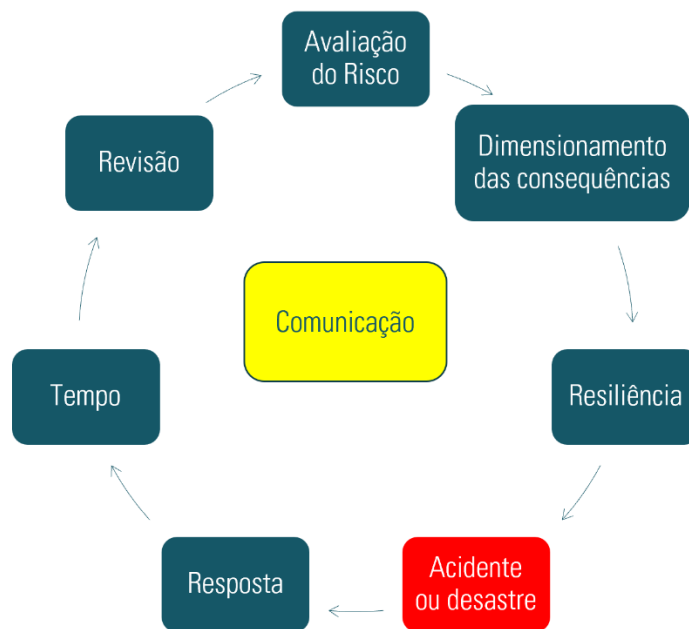 Avaliação
do Risco
Dimensionamento
das consequências
Revisão
Comunicação
Tempo
Resiliência
Resposta
Acidente
ou desastre